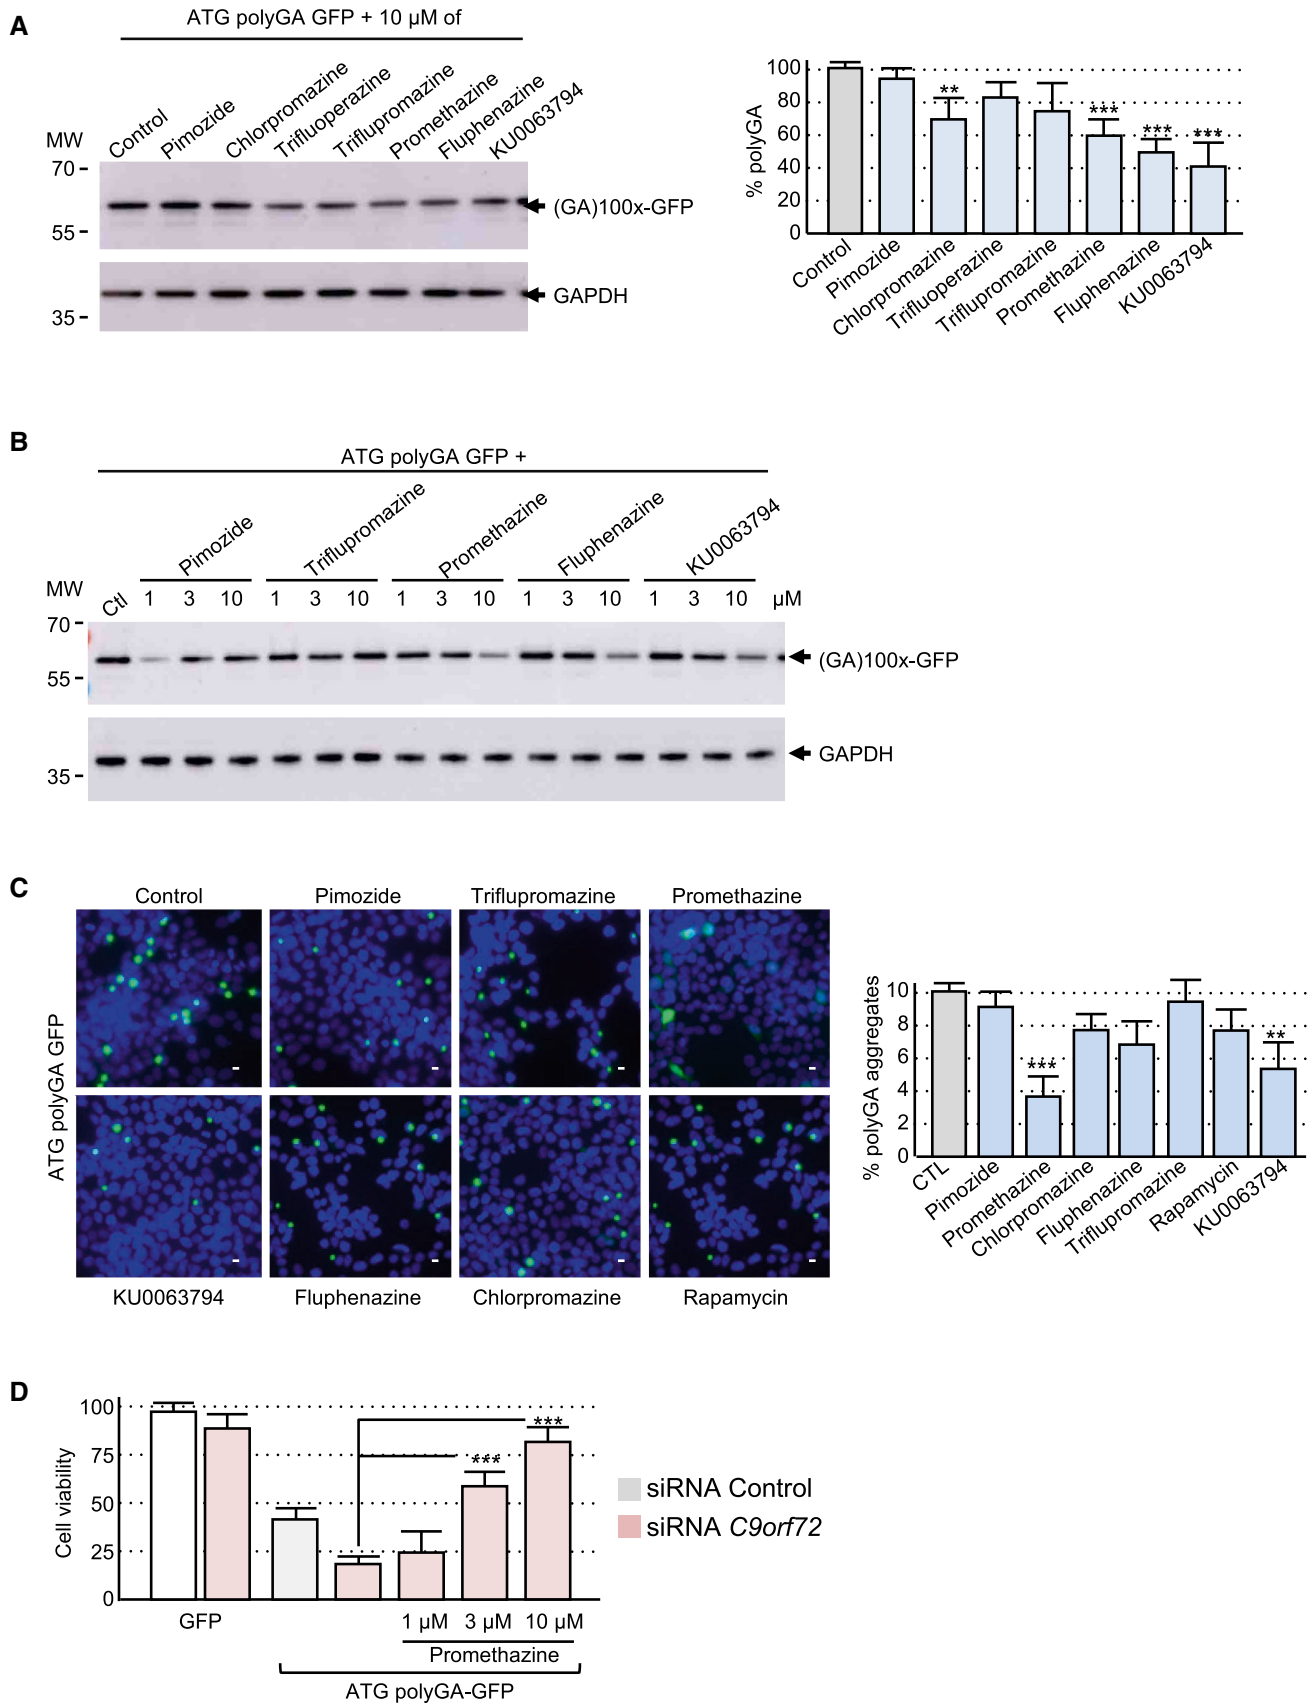 A
ATG polyGA GFP + 10 µM of
MW
Control
Pimozide
Chlorpromazine
Trifluoperazine
Triflupromazine
Promethazine
Fluphenazine
KU0063794
70
55
(GA)100x-GFP
GAPDH
35
% polyGA
100
80
60
40
20
0
**
***
***
***
Control
Pimozide
Chlorpromazine
Trifluoperazine
Triflupromazine
Promethazine
Fluphenazine
KU0063794
B
ATG polyGA GFP +
Pimozide
Triflupromazine
Promethazine
Fluphenazine
KU0063794
MW
Ctl 1 3 10 1 3 10 1 3 10 1 3 10 1 3 10 µM
70
55
(GA)100x-GFP
GAPDH
35
C
Control Pimozide Triflupromazine Promethazine
ATG polyGA GFP
KU0063794 Fluphenazine Chlorpromazine Rapamycin
% polyGA aggregates
10
8
6
4
2
0
***
**
CTL
Pimozide
Promethazine
Chlorpromazine
Fluphenazine
Triflupromazine
Rapamycin
KU0063794
D
Cell viability
100
75
50
25
0
***
***
siRNA Control
siRNA C9orf72
GFP
1 µM 3 µM 10 µM
Promethazine
ATG polyGA-GFP